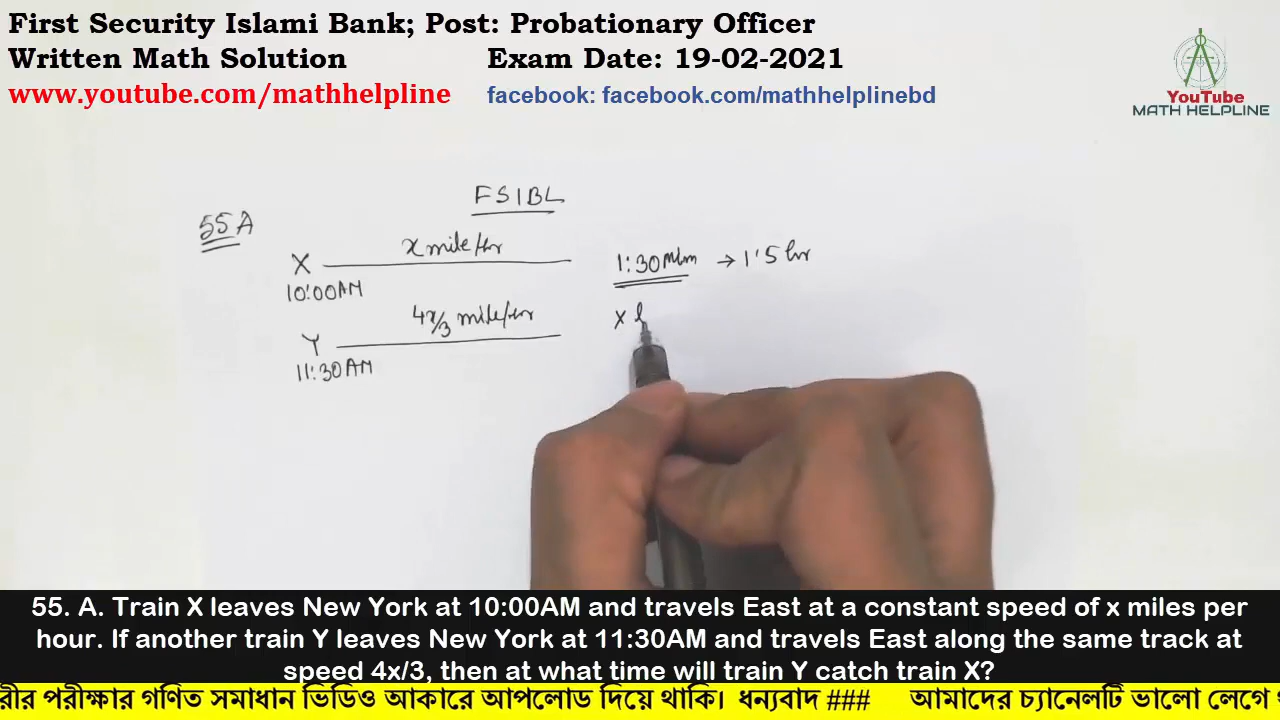 First Security Islami Bank; Post: Probationary Officer
Written Math Solution Exam Date: 19-02-2021
www.youtube.com/mathhelpline facebook: facebook.com/mathhelplinebd
YouTube
MATH HELPLINE
FSIBL
55 A
X x mile/hr 1:30 Mim → 1'5 hr
10:00AM
Y 4x/3 mile/hr X l
11:30AM
55. A. Train X leaves New York at 10:00AM and travels East at a constant speed of x miles per
hour. If another train Y leaves New York at 11:30AM and travels East along the same track at
speed 4x/3, then at what time will train Y catch train X?
রীর পরীক্ষার গণিত সমাধান ভিডিও আকারে আপলোড দিয়ে থাকি। ধন্যবাদ ### আমাদের চ্যানেলটি ভালো লেগে